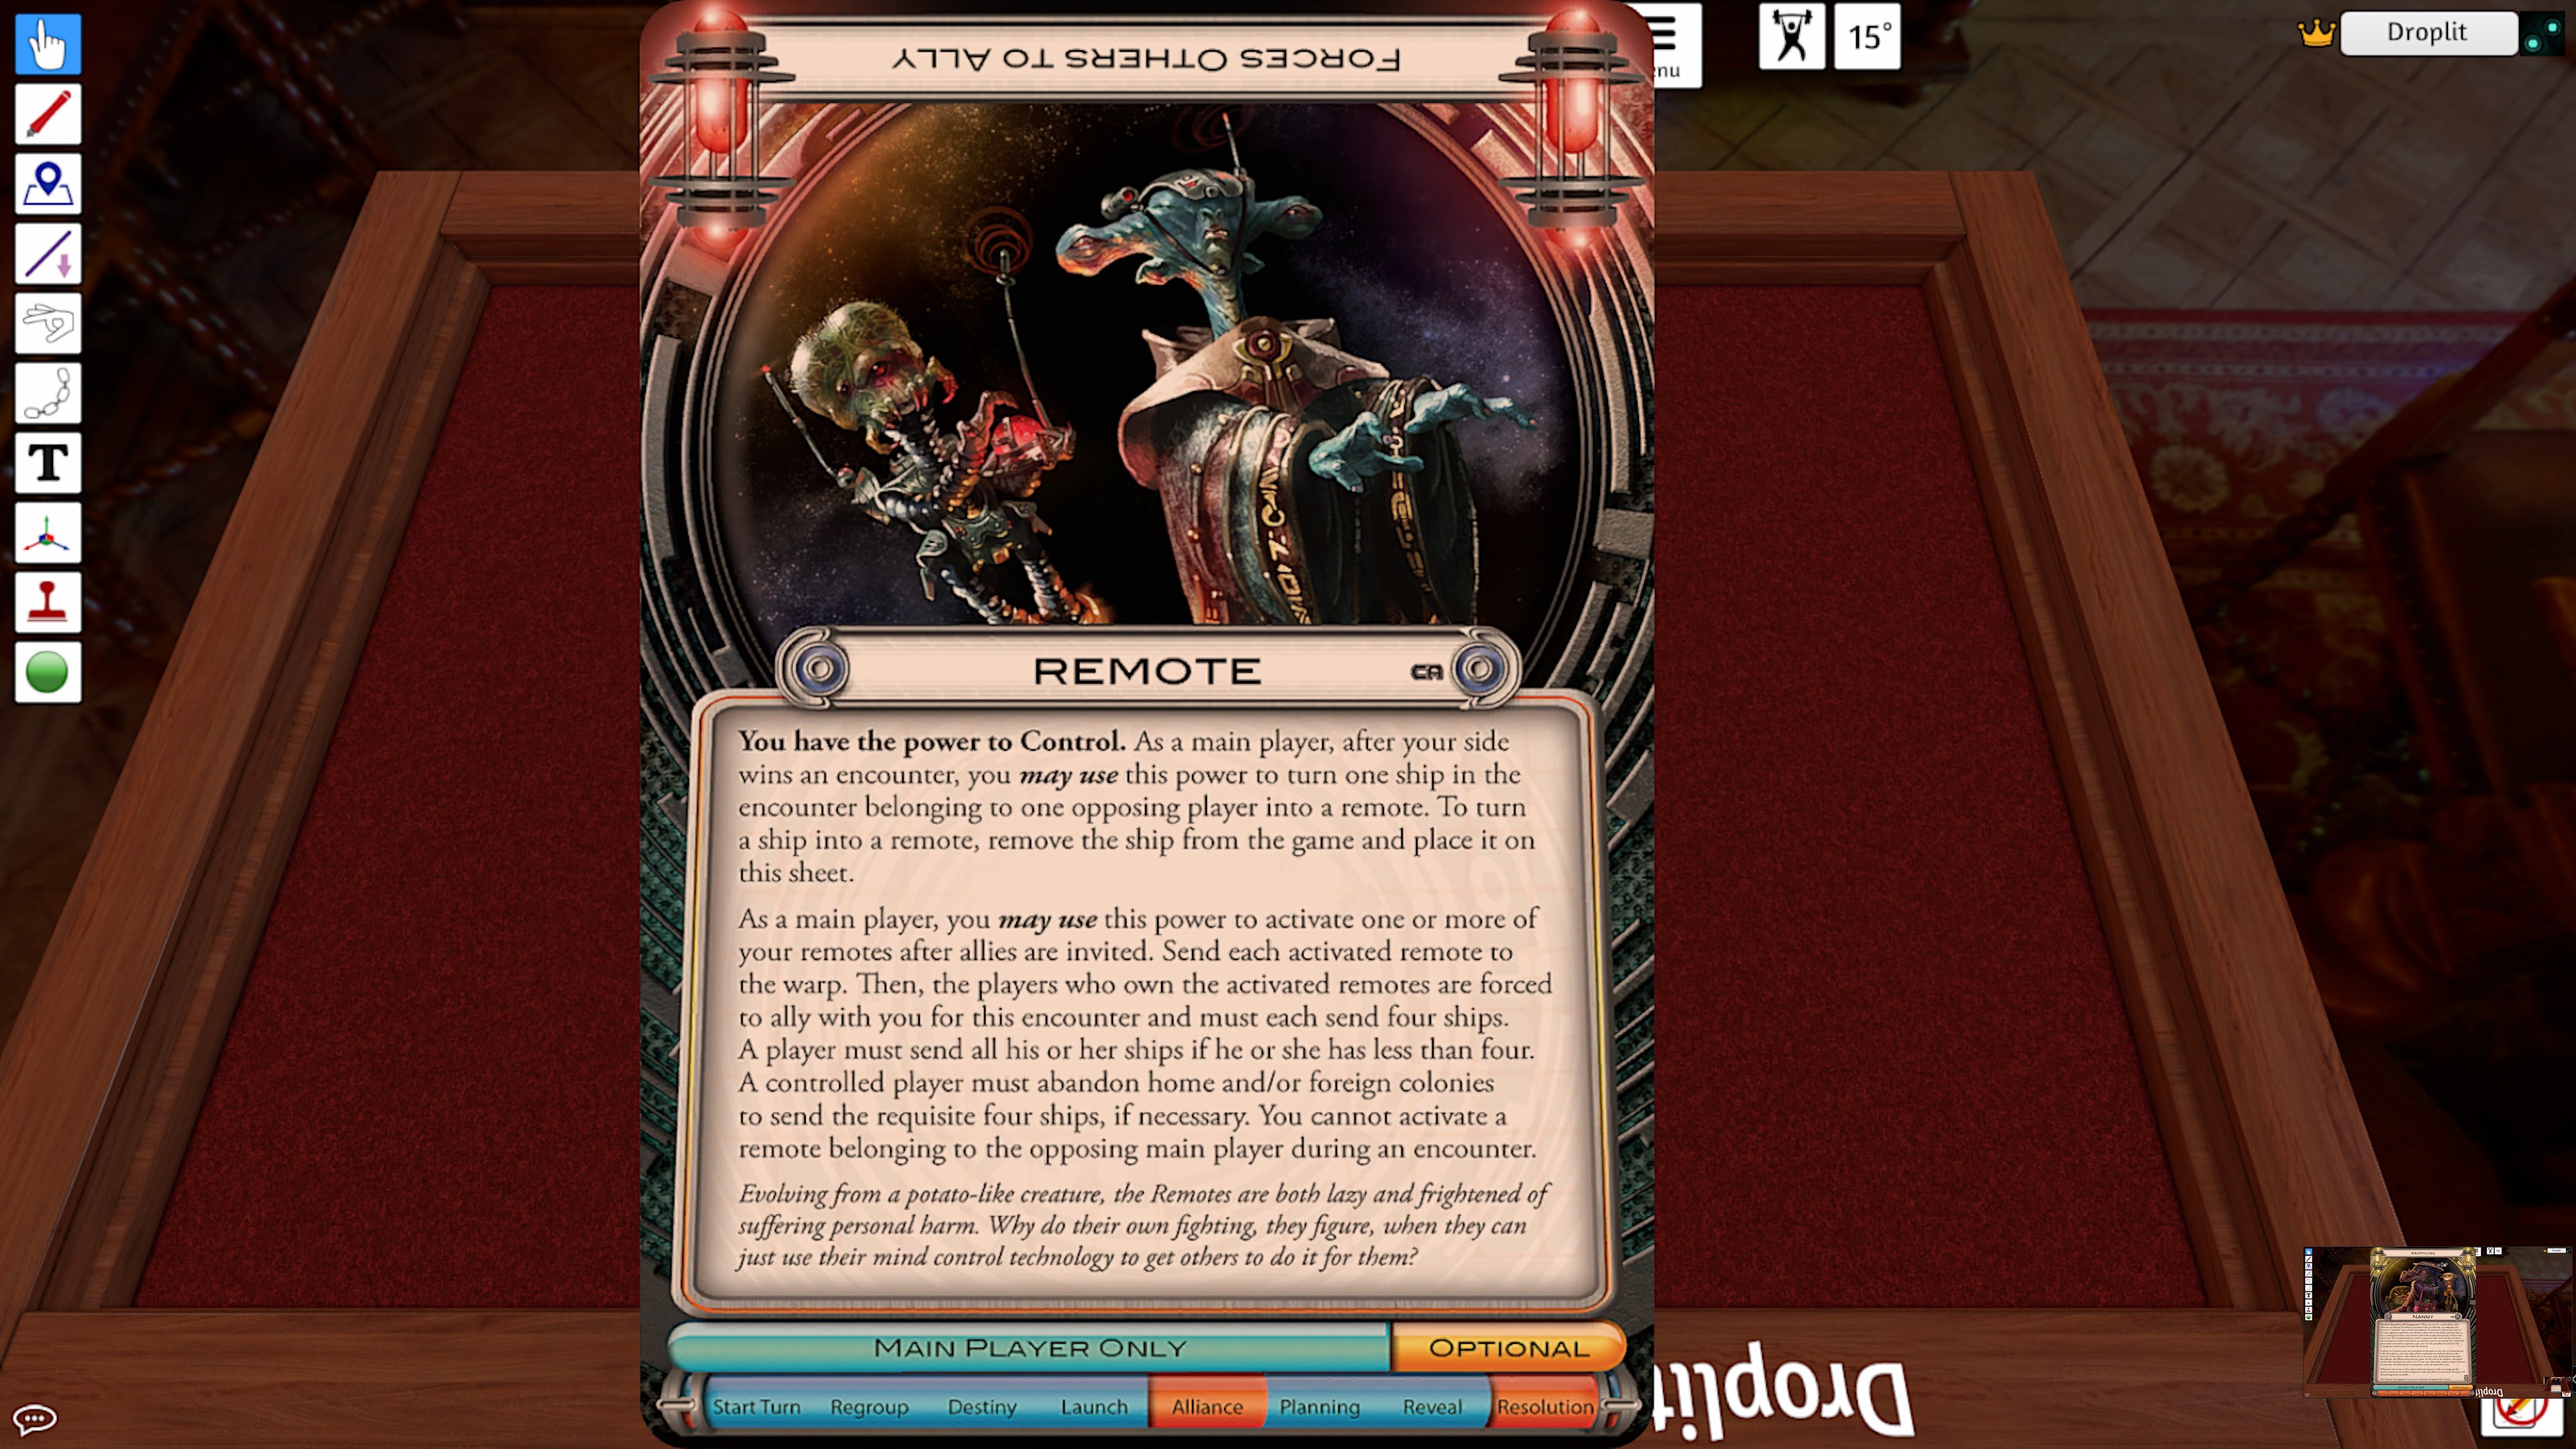 FORCES OTHERS TO ALLY
nu
15°
Droplit
T
REMOTE
CA
You have the power to Control. As a main player, after your side
wins an encounter, you may use this power to turn one ship in the
encounter belonging to one opposing player into a remote. To turn
a ship into a remote, remove the ship from the game and place it on
this sheet.
As a main player, you may use this power to activate one or more of
your remotes after allies are invited. Send each activated remote to
the warp. Then, the players who own the activated remotes are forced
to ally with you for this encounter and must each send four ships.
A player must send all his or her ships if he or she has less than four.
A controlled player must abandon home and/or foreign colonies
to send the requisite four ships, if necessary. You cannot activate a
remote belonging to the opposing main player during an encounter.
Evolving from a potato-like creature, the Remotes are both lazy and frightened of
suffering personal harm. Why do their own fighting, they figure, when they can
just use their mind control technology to get others to do it for them?
MAIN PLAYER ONLY
OPTIONAL
Start Turn Regroup Destiny Launch Alliance Planning Reveal Resolution
Droplit
NANNY
Droplit